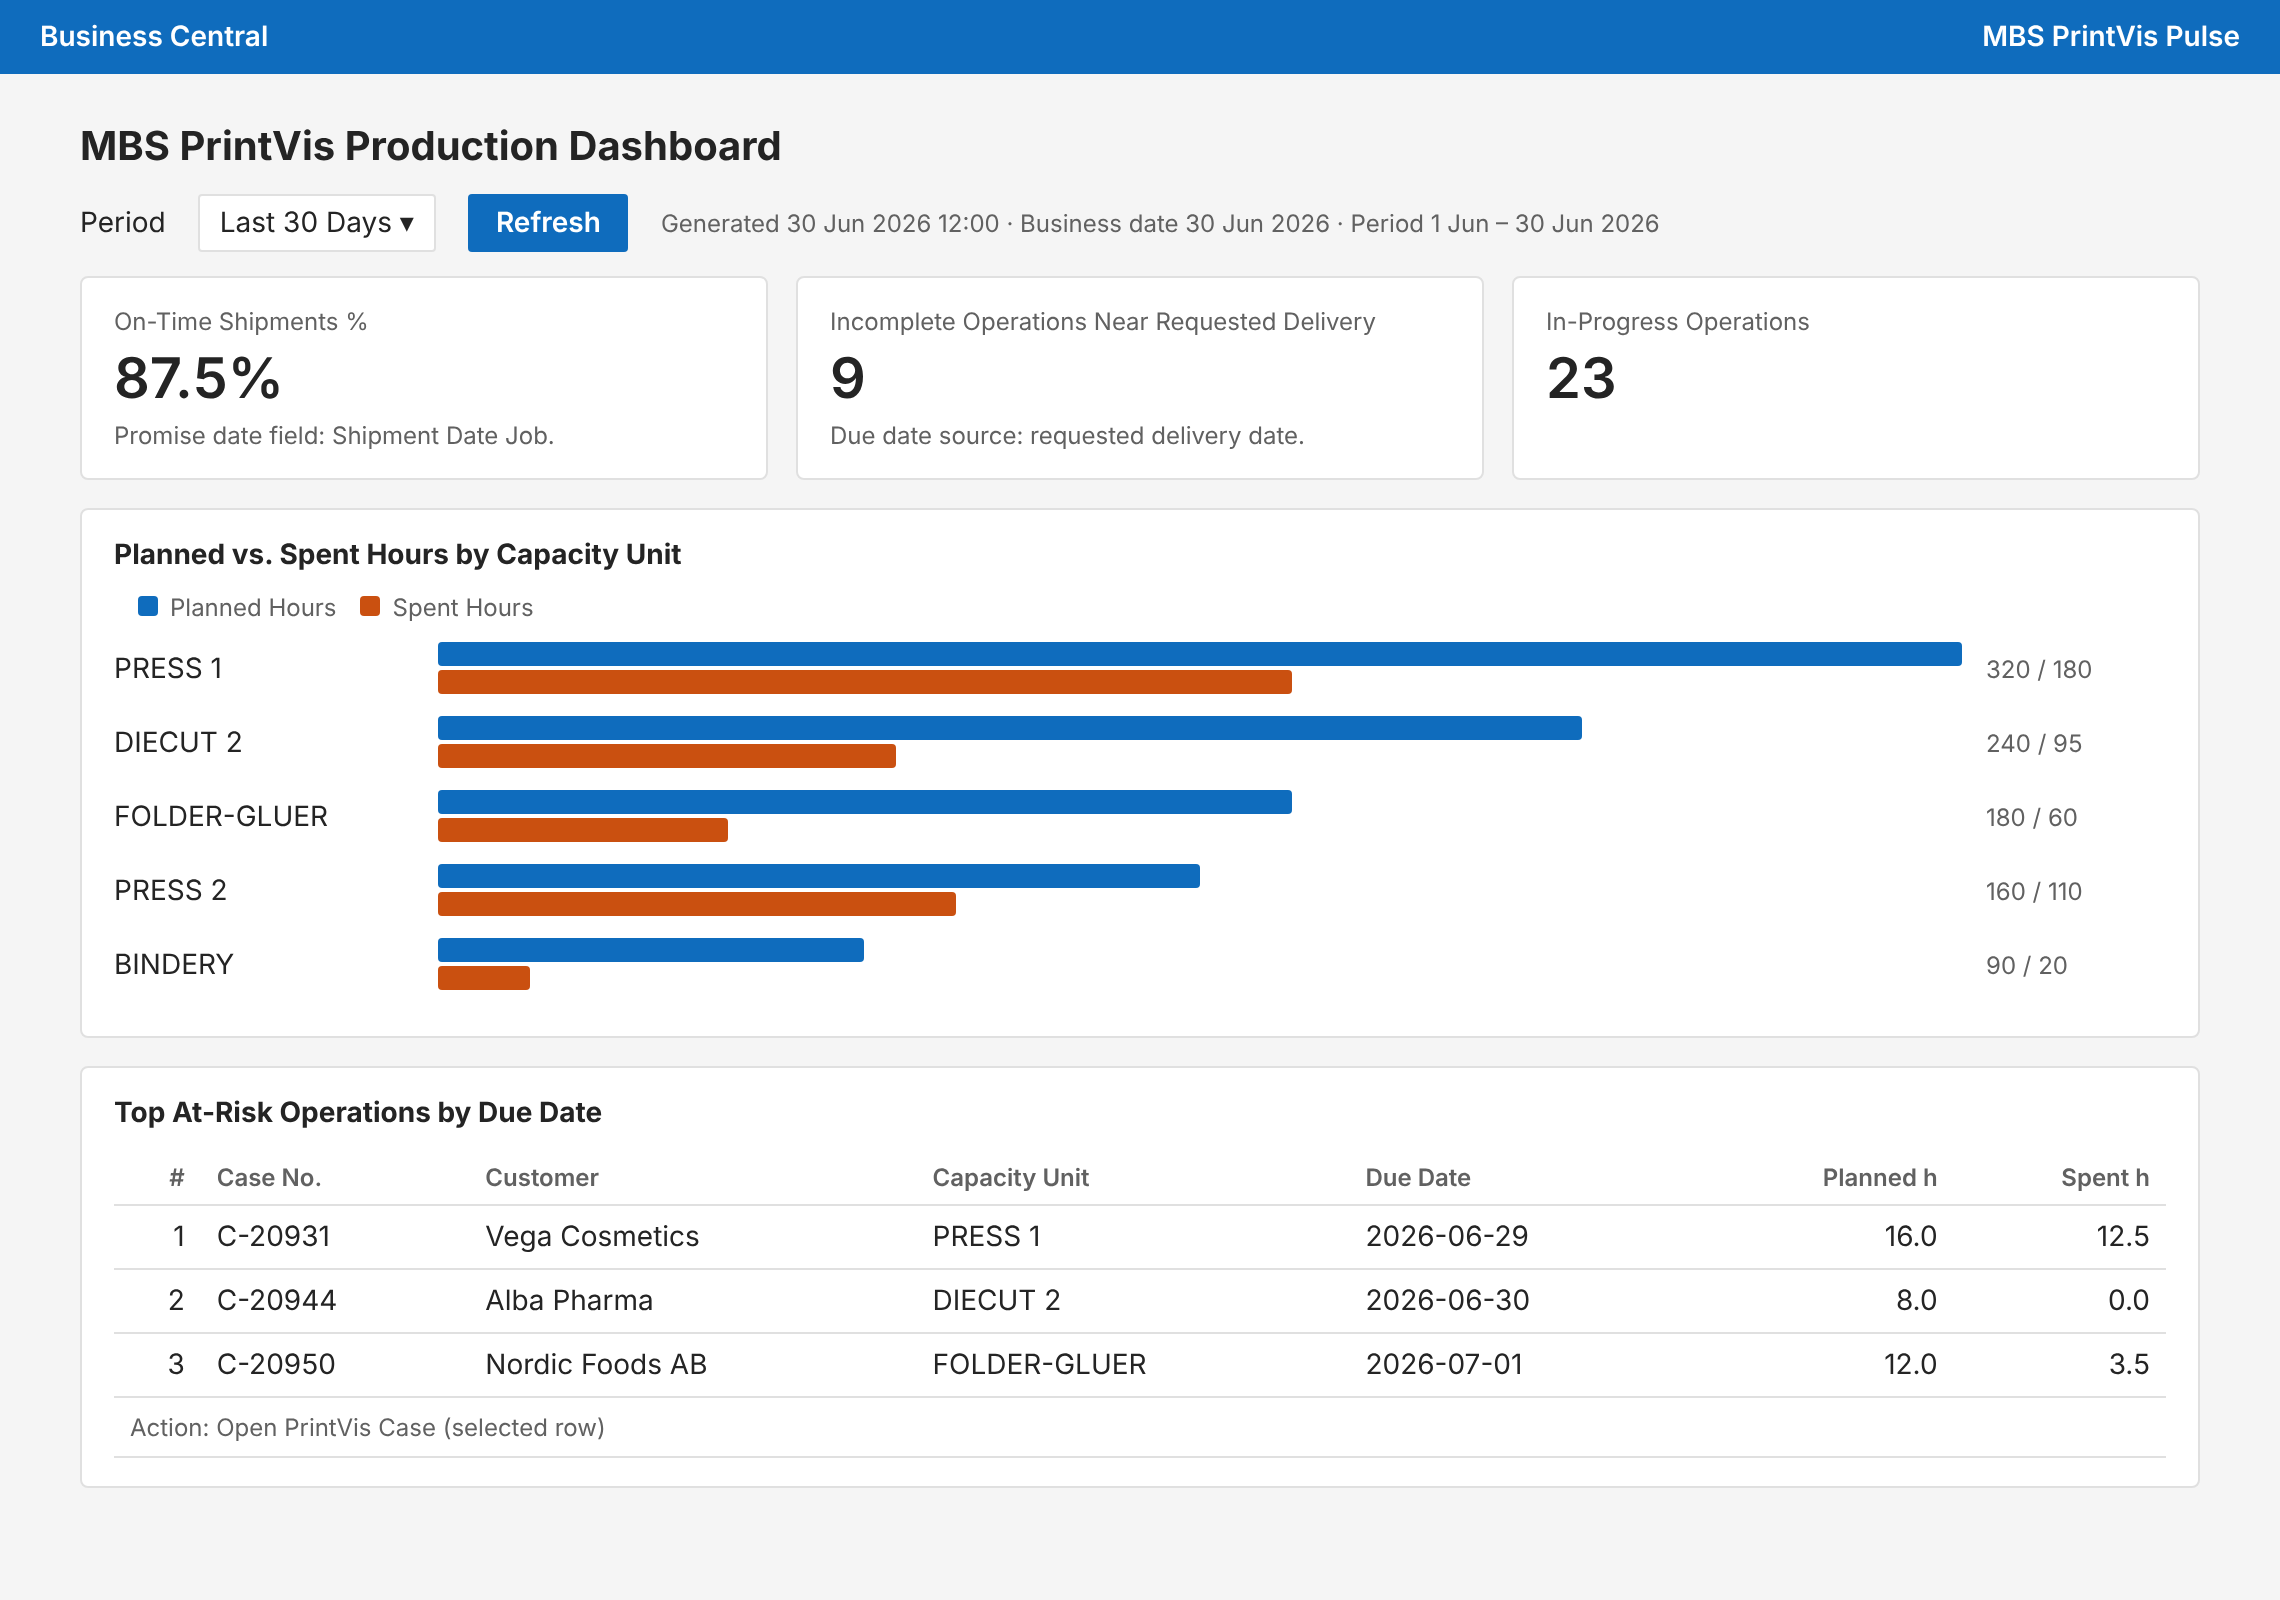 Business Central
MBS PrintVis Pulse
MBS PrintVis Production Dashboard
Period Last 30 Days ▾ Refresh Generated 30 Jun 2026 12:00 · Business date 30 Jun 2026 · Period 1 Jun – 30 Jun 2026
On-Time Shipments %
87.5%
Promise date field: Shipment Date Job.
Incomplete Operations Near Requested Delivery
9
Due date source: requested delivery date.
In-Progress Operations
23
Planned vs. Spent Hours by Capacity Unit
Planned Hours Spent Hours
PRESS 1 320 / 180
DIECUT 2 240 / 95
FOLDER-GLUER 180 / 60
PRESS 2 160 / 110
BINDERY 90 / 20
Top At-Risk Operations by Due Date
# Case No. Customer Capacity Unit Due Date Planned h Spent h
1 C-20931 Vega Cosmetics PRESS 1 2026-06-29 16.0 12.5
2 C-20944 Alba Pharma DIECUT 2 2026-06-30 8.0 0.0
3 C-20950 Nordic Foods AB FOLDER-GLUER 2026-07-01 12.0 3.5
Action: Open PrintVis Case (selected row)